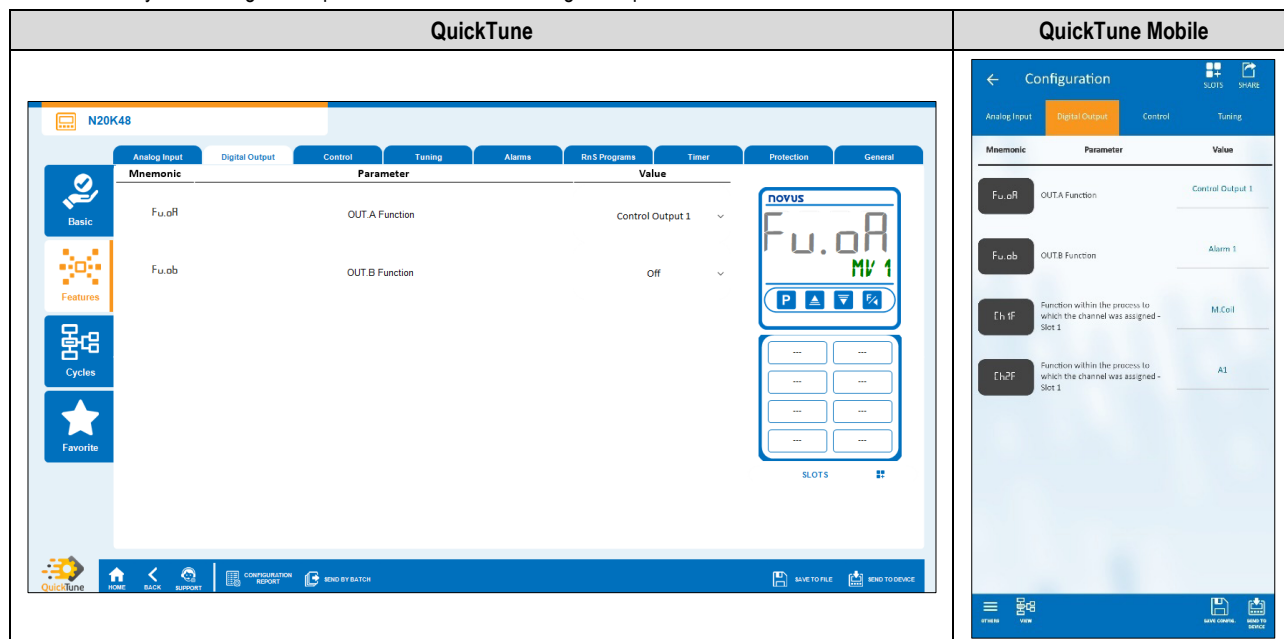 QuickTune
QuickTune Mobile
N20K48
Analog Input Digital Output Control Tuning Alarms RnS Programs Timer Protection General
Mnemonic Parameter Value
Basic
Features
Cycles
Favorite
Fu.oA OUT.A Function Control Output 1
Fu.ob OUT.B Function Off
novus
Fu.oA
MV 1
P F/4
--- ---
--- ---
--- ---
--- ---
SLOTS
QuickTune
HOME BACK SUPPORT
CONFIGURATION
REPORT
SEND BY BATCH
SAVE TO FILE SEND TO DEVICE
Configuration
SLOTS SHARE
Analog Input Digital Output Control Tuning
Mnemonic Parameter Value
Fu.oA OUT.A Function Control Output 1
Fu.ob OUT.B Function Alarm 1
Ch1F Function within the process to
which the channel was assigned -
Slot 1
M.Coil
Ch2F Function within the process to
which the channel was assigned -
Slot 1
A1
OTHERS VIEW
SAVE CONFIG. SEND TO
DEVICE